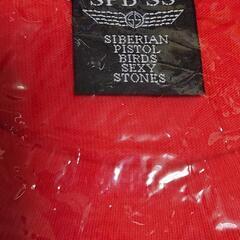 SPB SS
SIBERIAN
PISTOL
BIRDS
SEXY
STONES